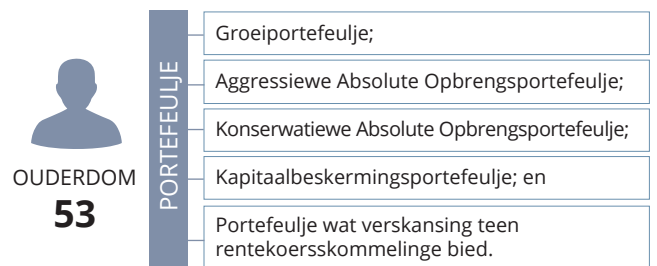 OUDERDOM
53
PORTEFEULJE
Groeiportefeulje;
Aggressiewe Absolute Opbrengsportefeulje;
Konserwatiewe Absolute Opbrengsportefeulje;
Kapitaalbeskermingsportefeulje; en
Portefeulje wat verskansing teen
rentekoersskommelinge bied.